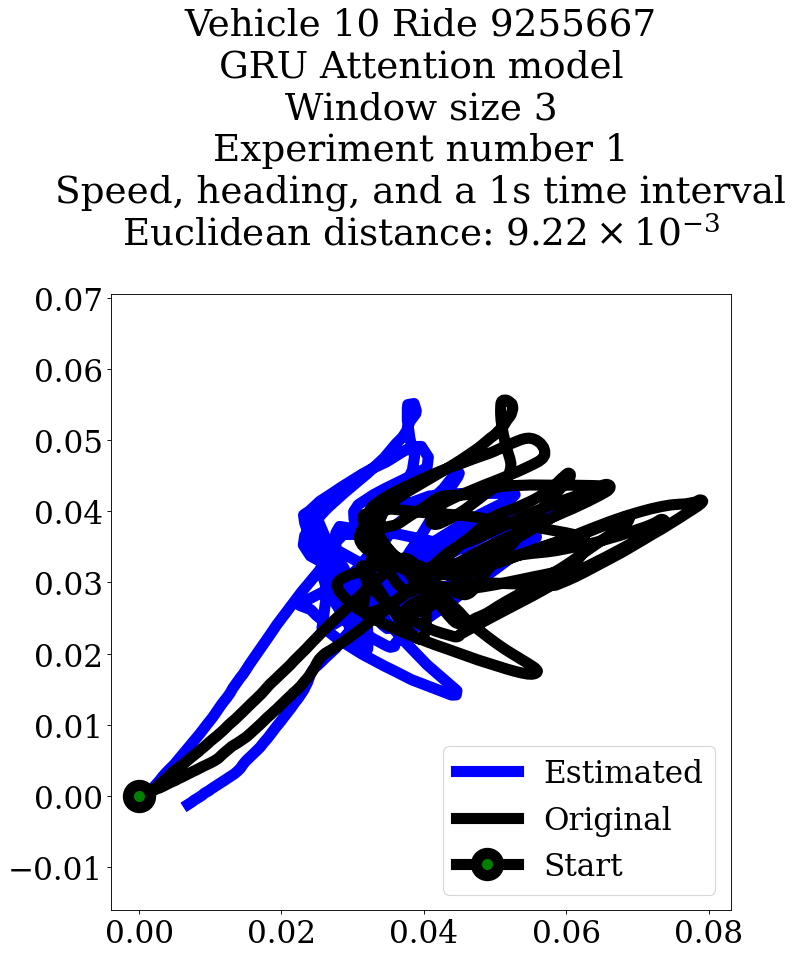 Vehicle 10 Ride 9255667
GRU Attention model
Window size 3
Experiment number 1
Speed, heading, and a 1s time interval
Euclidean distance: 9.22 × 10⁻³
0.07
0.06
0.05
0.04
0.03
0.02
0.01
0.00
−0.01
Estimated
Original
Start
0.00 0.02 0.04 0.06 0.08